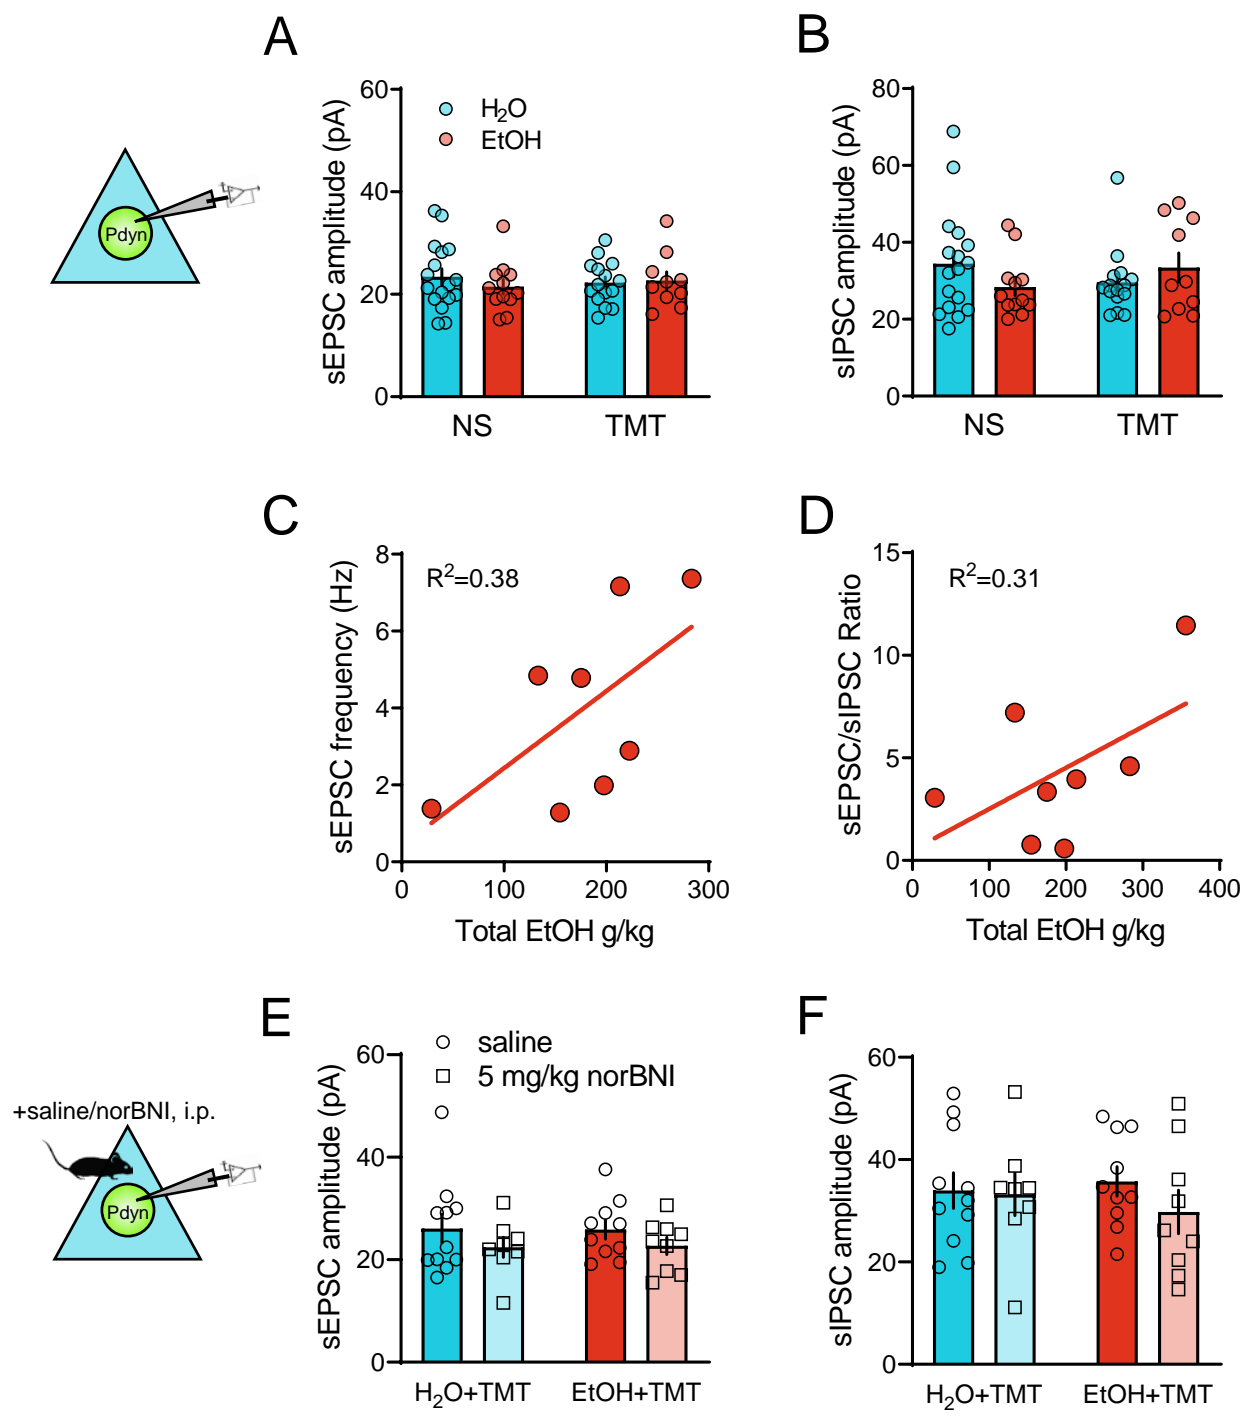 A
sEPSC amplitude (pA)
60
40
20
0
H2O
EtOH
NS
TMT
Pdyn
B
sIPSC amplitude (pA)
80
60
40
20
0
NS
TMT
C
sEPSC frequency (Hz)
8
6
4
2
0
R²=0.38
0
100
200
300
Total EtOH g/kg
D
sEPSC/sIPSC Ratio
15
10
5
0
R²=0.31
0
100
200
300
400
Total EtOH g/kg
+saline/norBNI, i.p.
Pdyn
E
sEPSC amplitude (pA)
60
40
20
0
saline
5 mg/kg norBNI
H2O+TMT
EtOH+TMT
F
sIPSC amplitude (pA)
60
40
20
0
H2O+TMT
EtOH+TMT